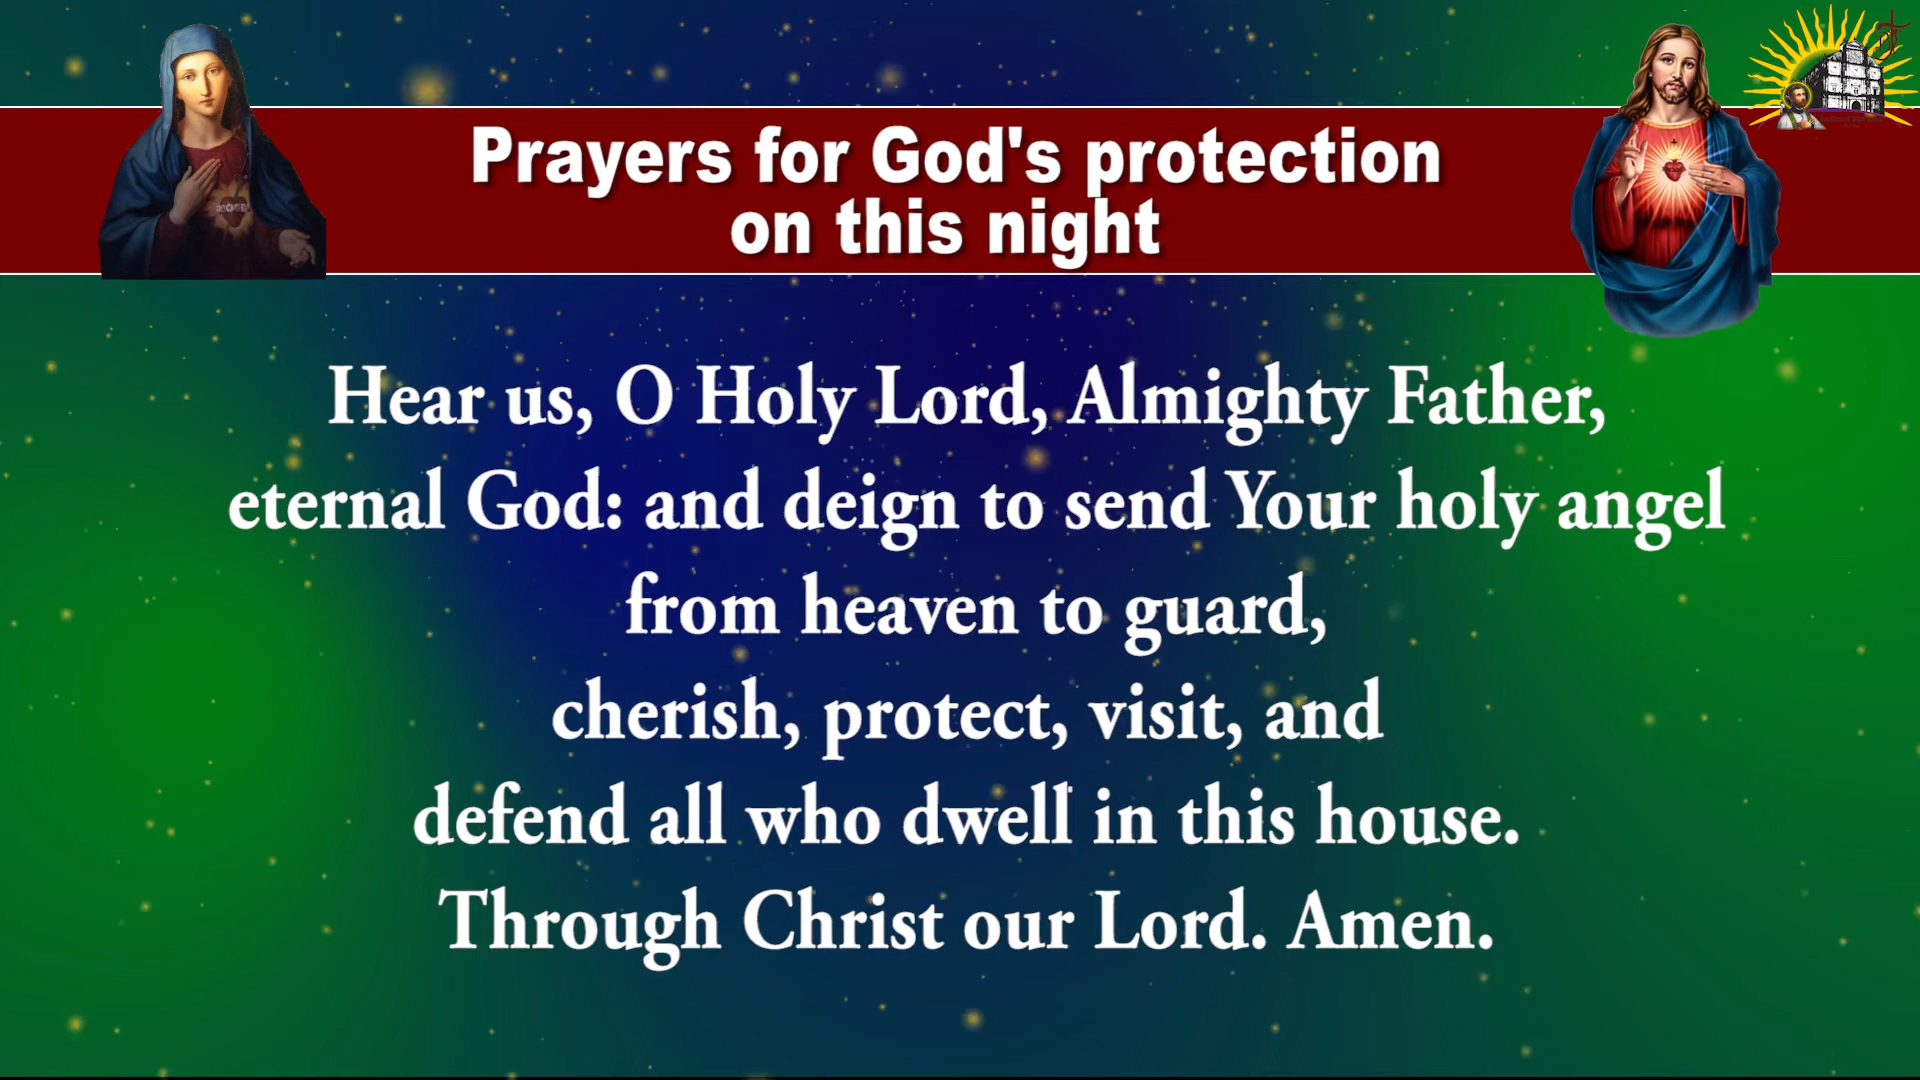 Prayers for God's protection
on this night
Hear us, O Holy Lord, Almighty Father,
eternal God: and deign to send Your holy angel
from heaven to guard,
cherish, protect, visit, and
defend all who dwell in this house.
Through Christ our Lord. Amen.